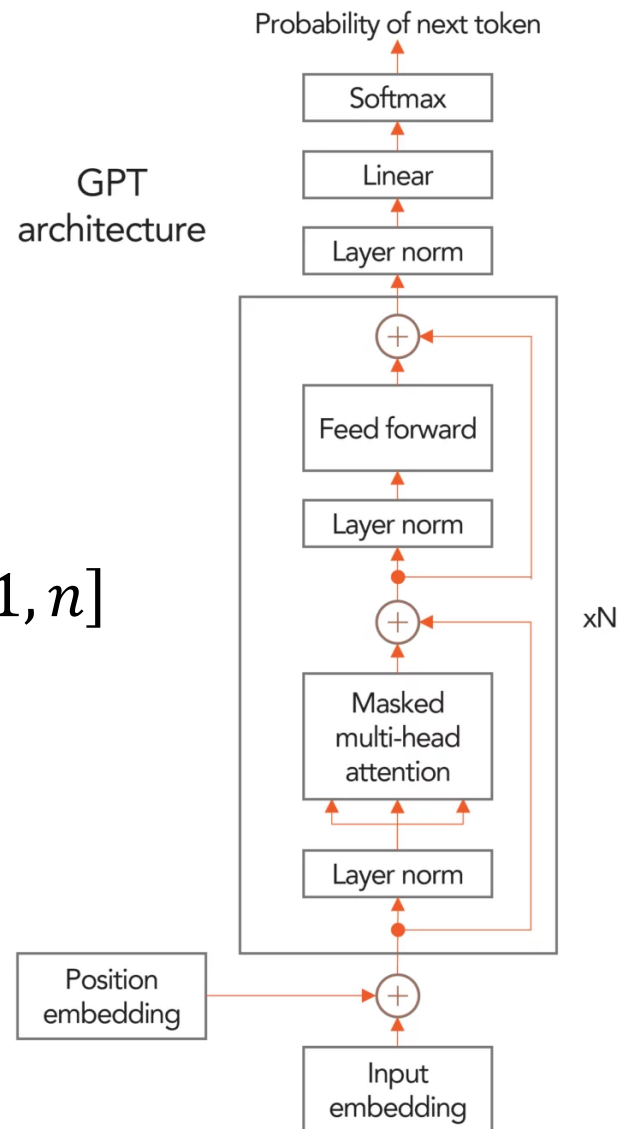 Probability of next token
Softmax
Linear
GPT
architecture
Layer norm
+
Feed forward
Layer norm
1, n]
+
xN
Masked
multi-head
attention
Layer norm
Position
embedding
+
Input
embedding